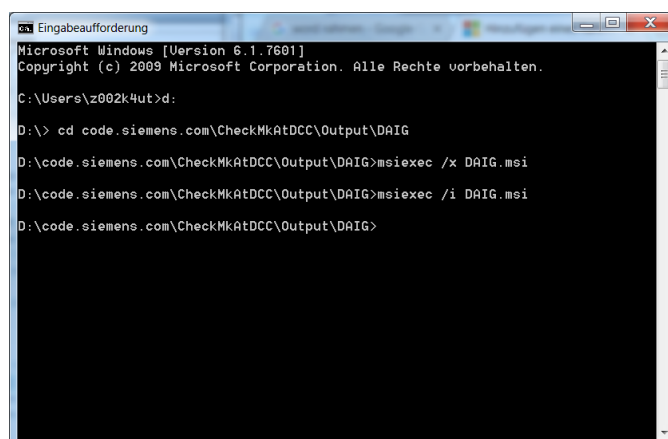 Eingabeaufforderung
Microsoft Windows [Version 6.1.7601]
Copyright (c) 2009 Microsoft Corporation. Alle Rechte vorbehalten.
C:\Users\z002k4ut>d:
D:\> cd code.siemens.com\CheckMkAtDCC\Output\DAIG
D:\code.siemens.com\CheckMkAtDCC\Output\DAIG>msiexec /x DAIG.msi
D:\code.siemens.com\CheckMkAtDCC\Output\DAIG>msiexec /i DAIG.msi
D:\code.siemens.com\CheckMkAtDCC\Output\DAIG>